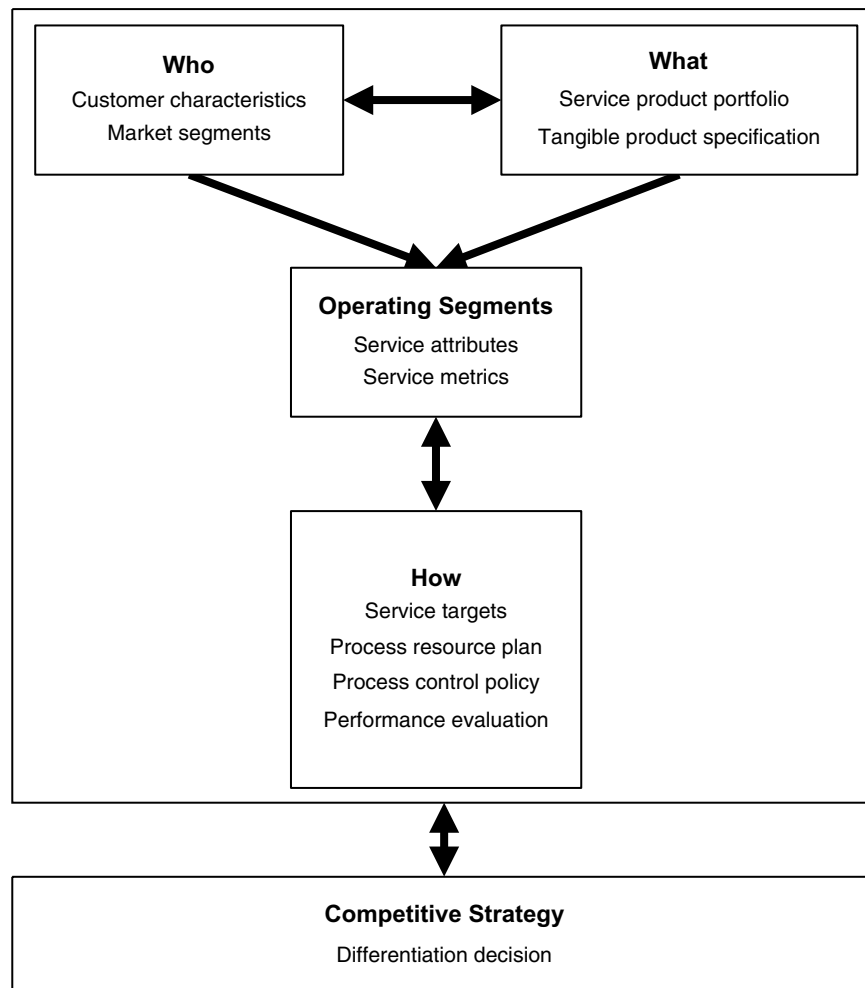 Who
Customer characteristics
Market segments
What
Service product portfolio
Tangible product specification
Operating Segments
Service attributes
Service metrics
How
Service targets
Process resource plan
Process control policy
Performance evaluation
Competitive Strategy
Differentiation decision